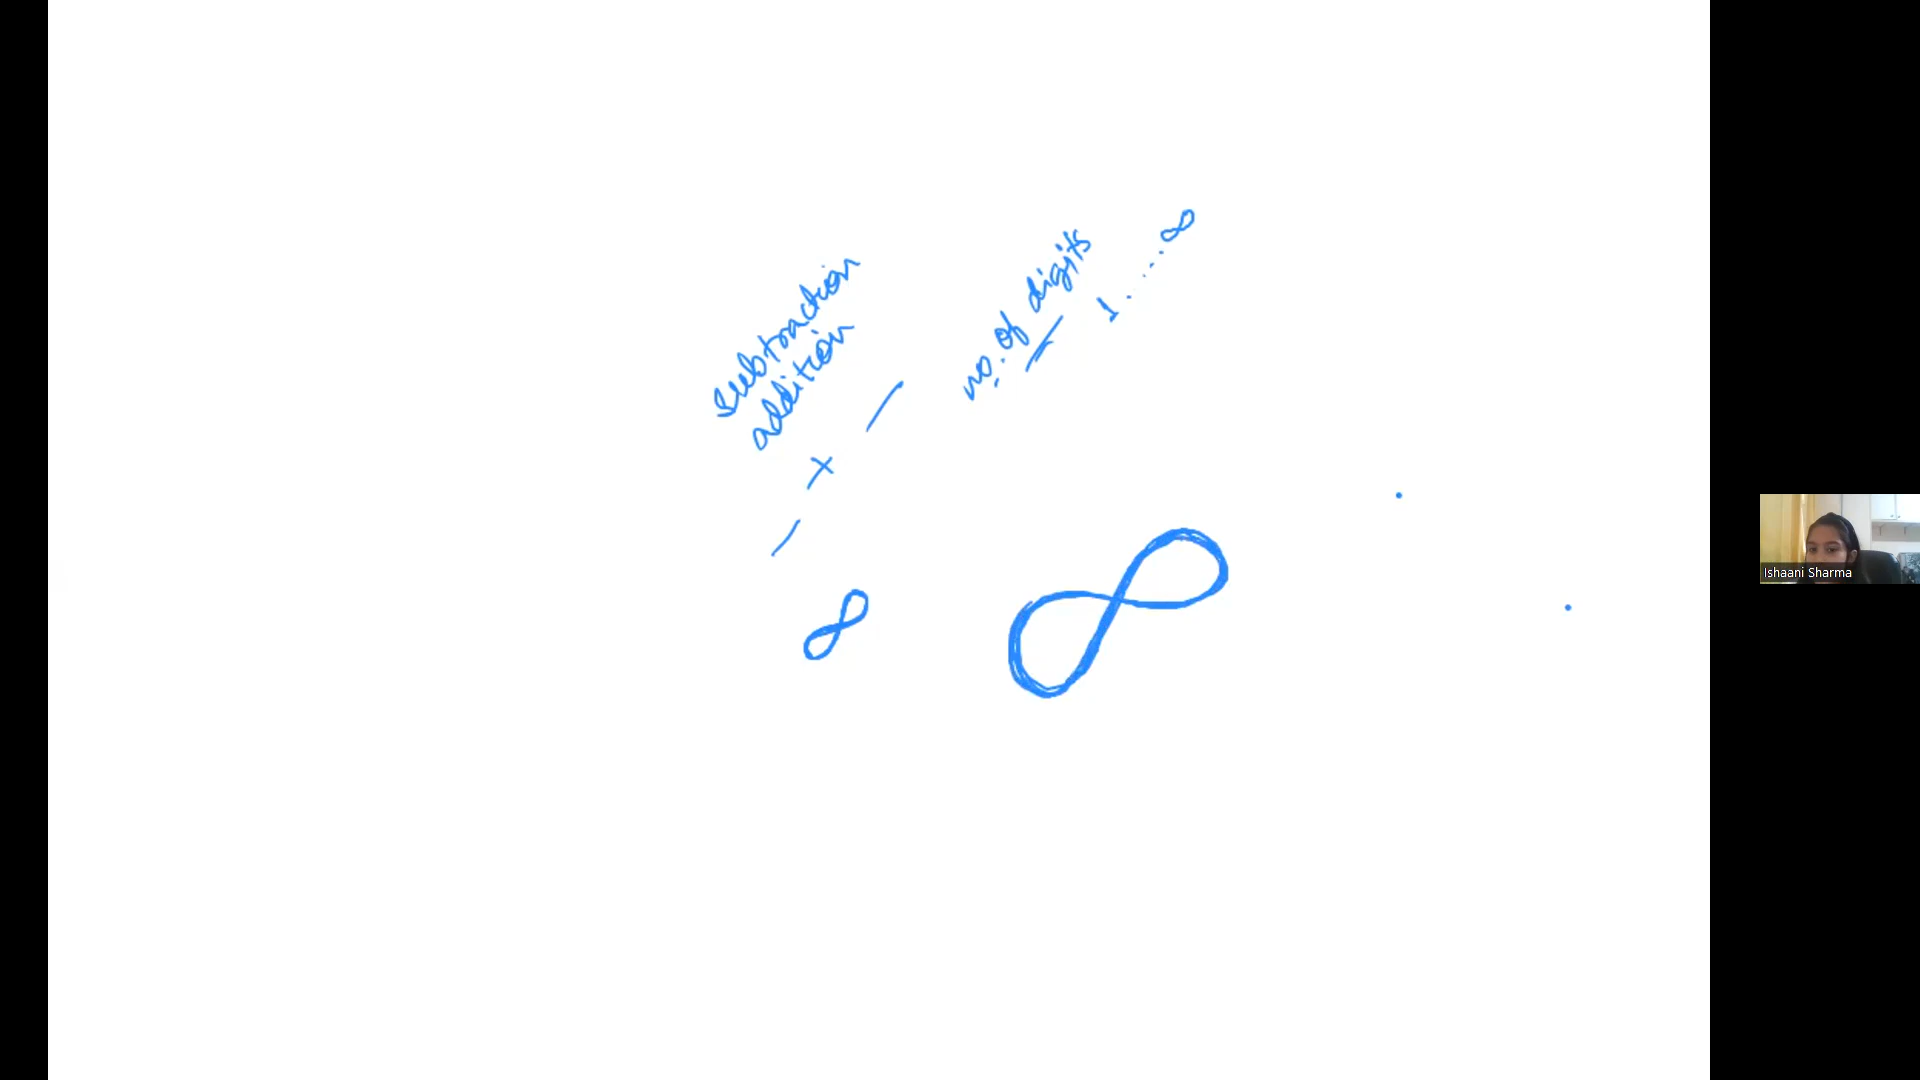 subtraction
addition
— + —
no. of digits
1 . . . . . ∞
∞
∞
Ishaani Sharma